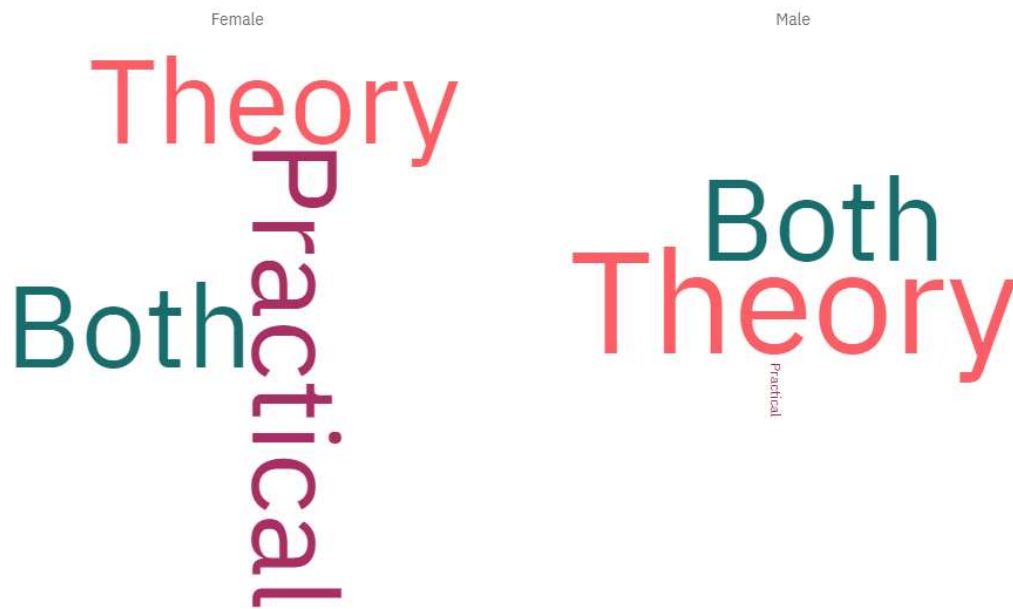 Female
Theory
Practical
Both
Male
Both
Theory
Practical